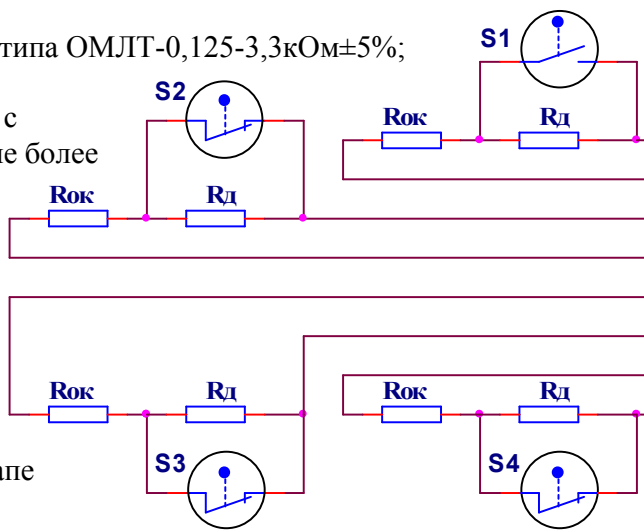 типа ОМЛТ-0,125-3,3кОм±5%;
S1
S2
с
не более
Rок Rд
Rок Rд
Rок Rд
Rок Rд
S3
S4